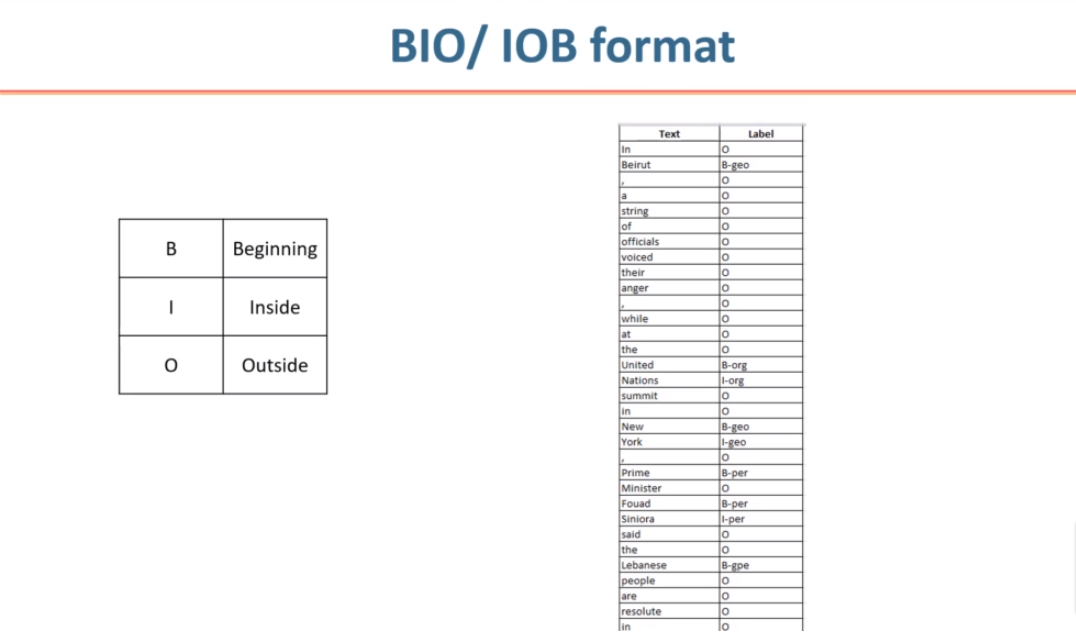 BIO/ IOB format
B Beginning
I Inside
O Outside
Text Label
In O
Beirut B-geo
, O
a O
string O
of O
officials O
voiced O
their O
anger O
, O
while O
at O
the O
United B-org
Nations I-org
summit O
in O
New B-geo
York I-geo
, O
Prime B-per
Minister O
Fouad B-per
Siniora I-per
said O
the O
Lebanese B-gpe
people O
are O
resolute O
in O